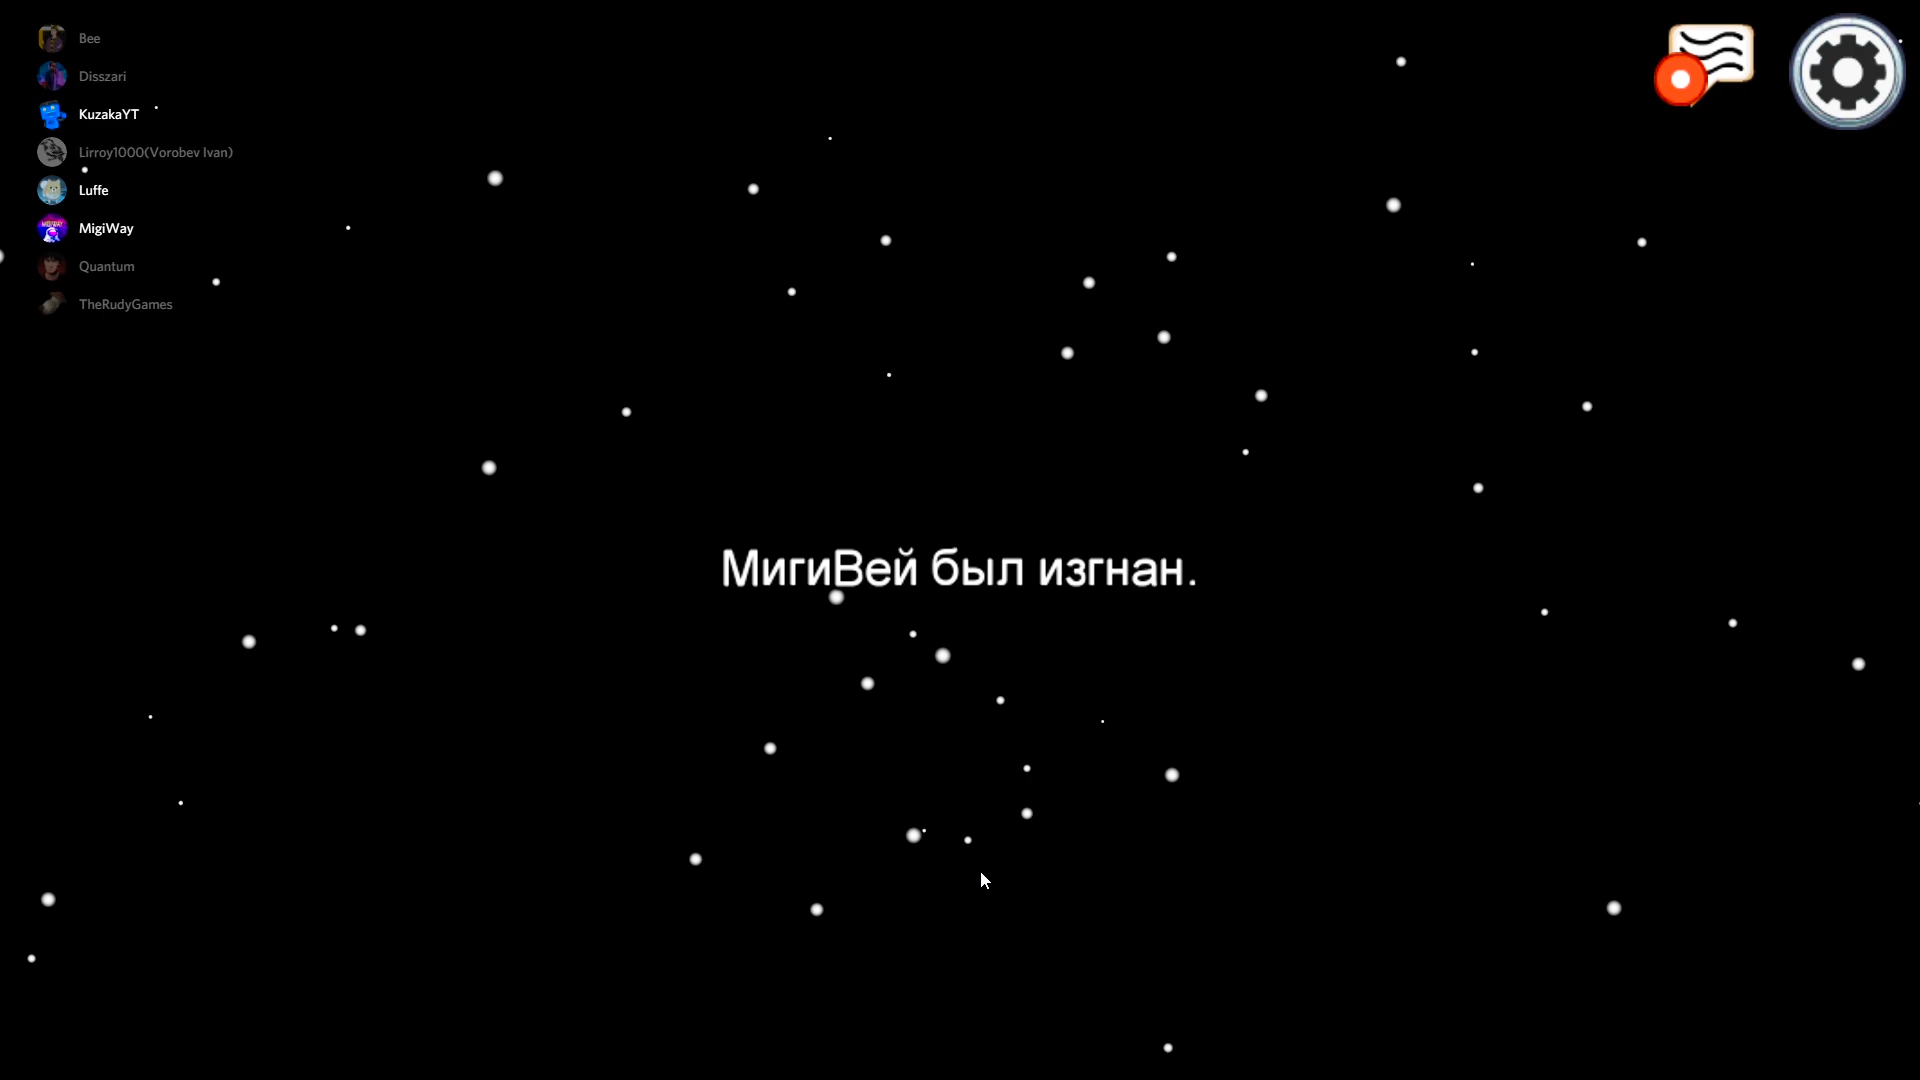 Bee
Disszari
KuzakaYT
Lirroy1000(Vorobev Ivan)
Luffe
MigiWay
Quantum
TheRudyGames
МигиВей был изгнан.